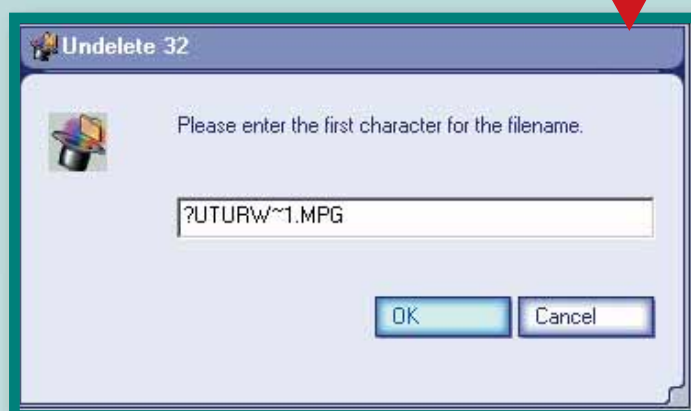 Undelete 32
Please enter the first character for the filename.
?UTURW~1.MPG
OK
Cancel